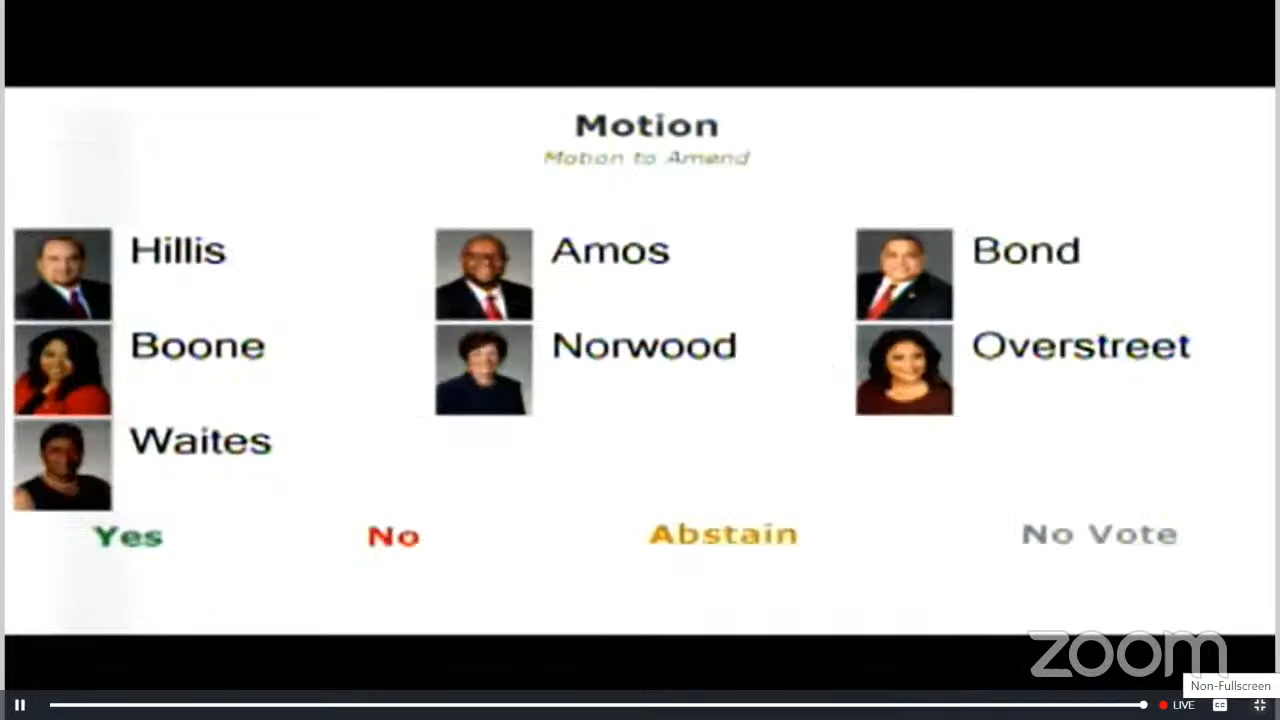 Motion
Motion to Amend
Hillis Amos Bond
Boone Norwood Overstreet
Waites
Yes No Abstain No Vote
zoom
Non-Fullscreen
LIVE CC